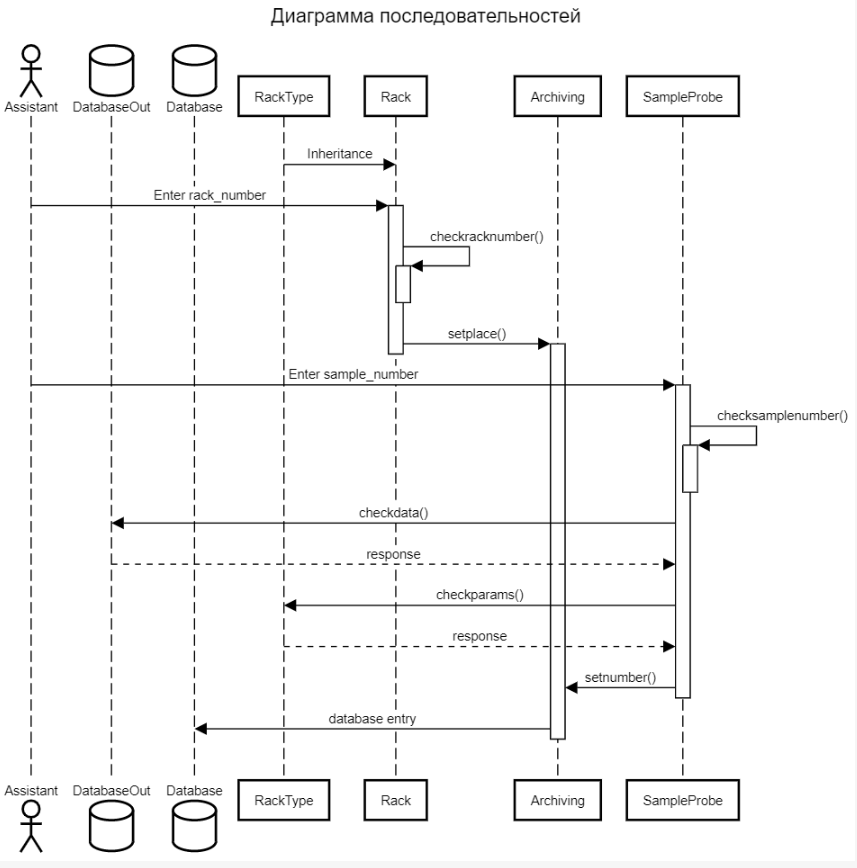 Диаграмма последовательностей
Assistant DatabaseOut Database RackType Rack Archiving SampleProbe
Inheritance
Enter rack_number
checkracknumber()
setplace()
Enter sample_number
checksamplenumber()
checkdata()
response
checkparams()
response
setnumber()
database entry
Assistant DatabaseOut Database RackType Rack Archiving SampleProbe